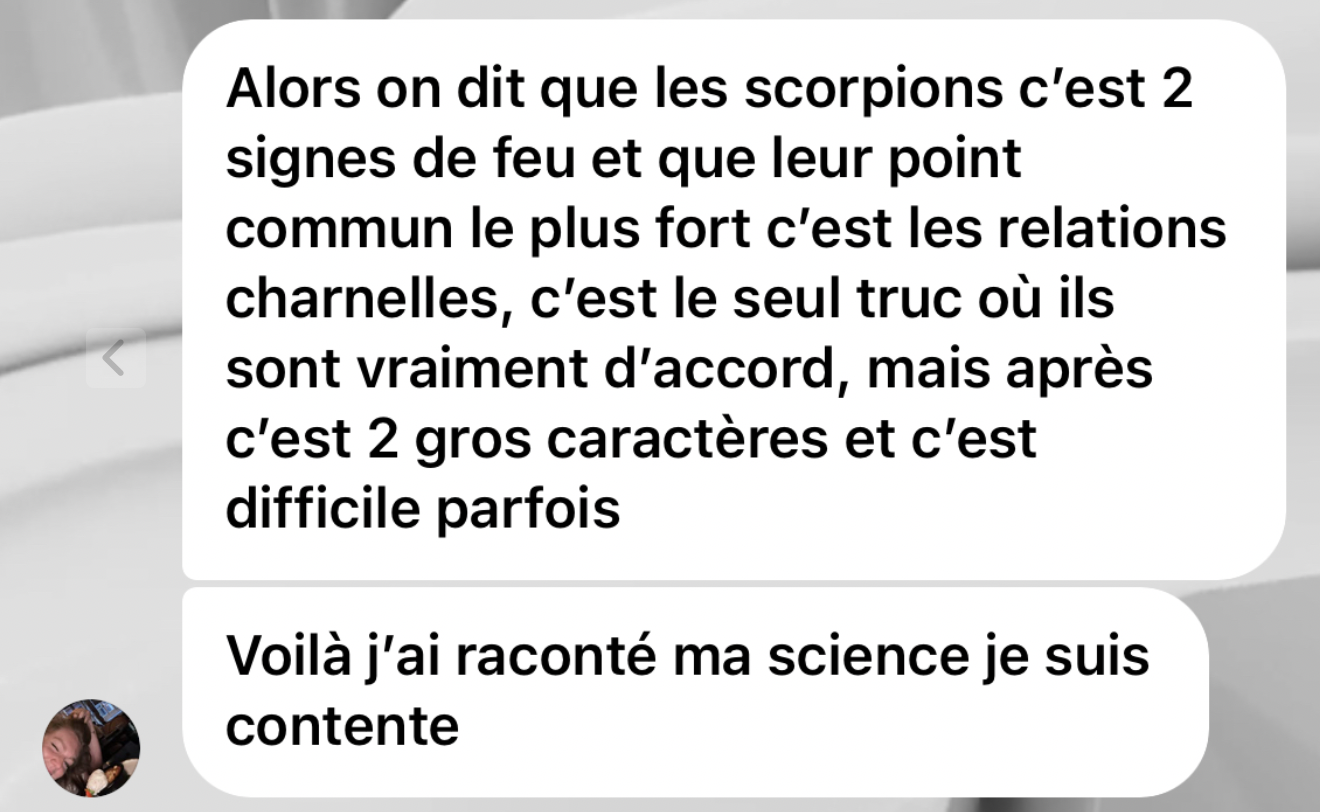 Alors on dit que les scorpions c’est 2
signes de feu et que leur point
commun le plus fort c’est les relations
charnelles, c’est le seul truc où ils
sont vraiment d’accord, mais après
c’est 2 gros caractères et c’est
difficile parfois
Voilà j’ai raconté ma science je suis
contente